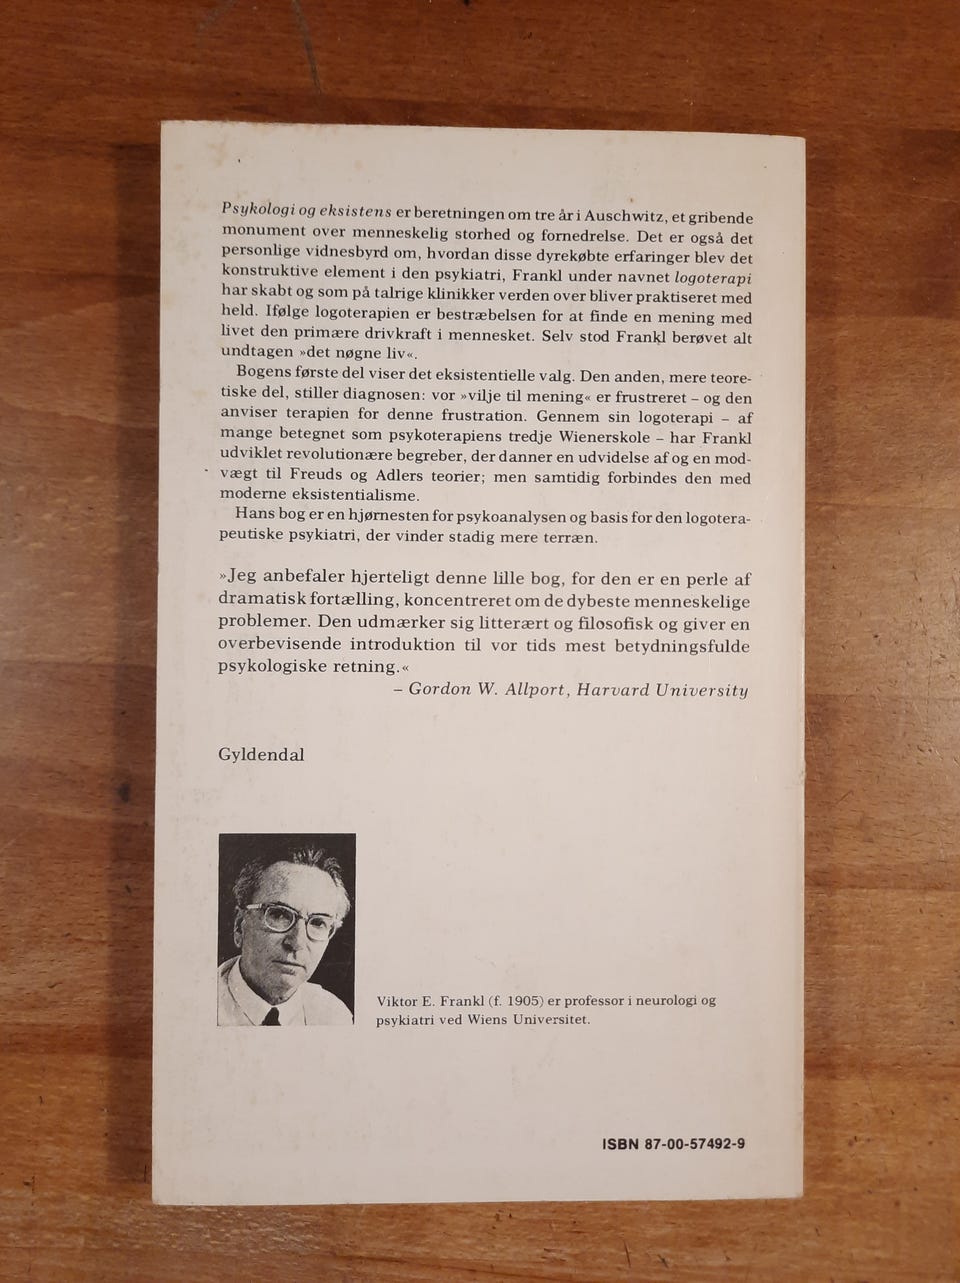 Psykologi og eksistens er beretningen om tre år i Auschwitz, et gribende
monument over menneskelig storhed og fornedrelse. Det er også det
personlige vidnesbyrd om, hvordan disse dyrekøbte erfaringer blev det
konstruktive element i den psykiatri, Frankl under navnet logoterapi
har skabt og som på talrige klinikker verden over bliver praktiseret med
held. Ifølge logoterapien er bestræbelsen for at finde en mening med
livet den primære drivkraft i mennesket. Selv stod Frankl berøvet alt
undtagen »det nøgne liv«.
Bogens første del viser det eksistentielle valg. Den anden, mere teore-
tiske del, stiller diagnosen: vor »vilje til mening« er frustreret – og den
anviser terapien for denne frustration. Gennem sin logoterapi – af
mange betegnet som psykoterapiens tredje Wienerskole – har Frankl
udviklet revolutionære begreber, der danner en udvidelse af og en mod-
vægt til Freuds og Adlers teorier; men samtidig forbindes den med
moderne eksistentialisme.
Hans bog er en hjørnesten for psykoanalysen og basis for den logotera-
peutiske psykiatri, der vinder stadig mere terræn.
»Jeg anbefaler hjerteligt denne lille bog, for den er en perle af
dramatisk fortælling, koncentreret om de dybeste menneskelige
problemer. Den udmærker sig litterært og filosofisk og giver en
overbevisende introduktion til vor tids mest betydningsfulde
psykologiske retning.«
– Gordon W. Allport, Harvard University
Gyldendal
Viktor E. Frankl (f. 1905) er professor i neurologi og
psykiatri ved Wiens Universitet.
ISBN 87-00-57492-9